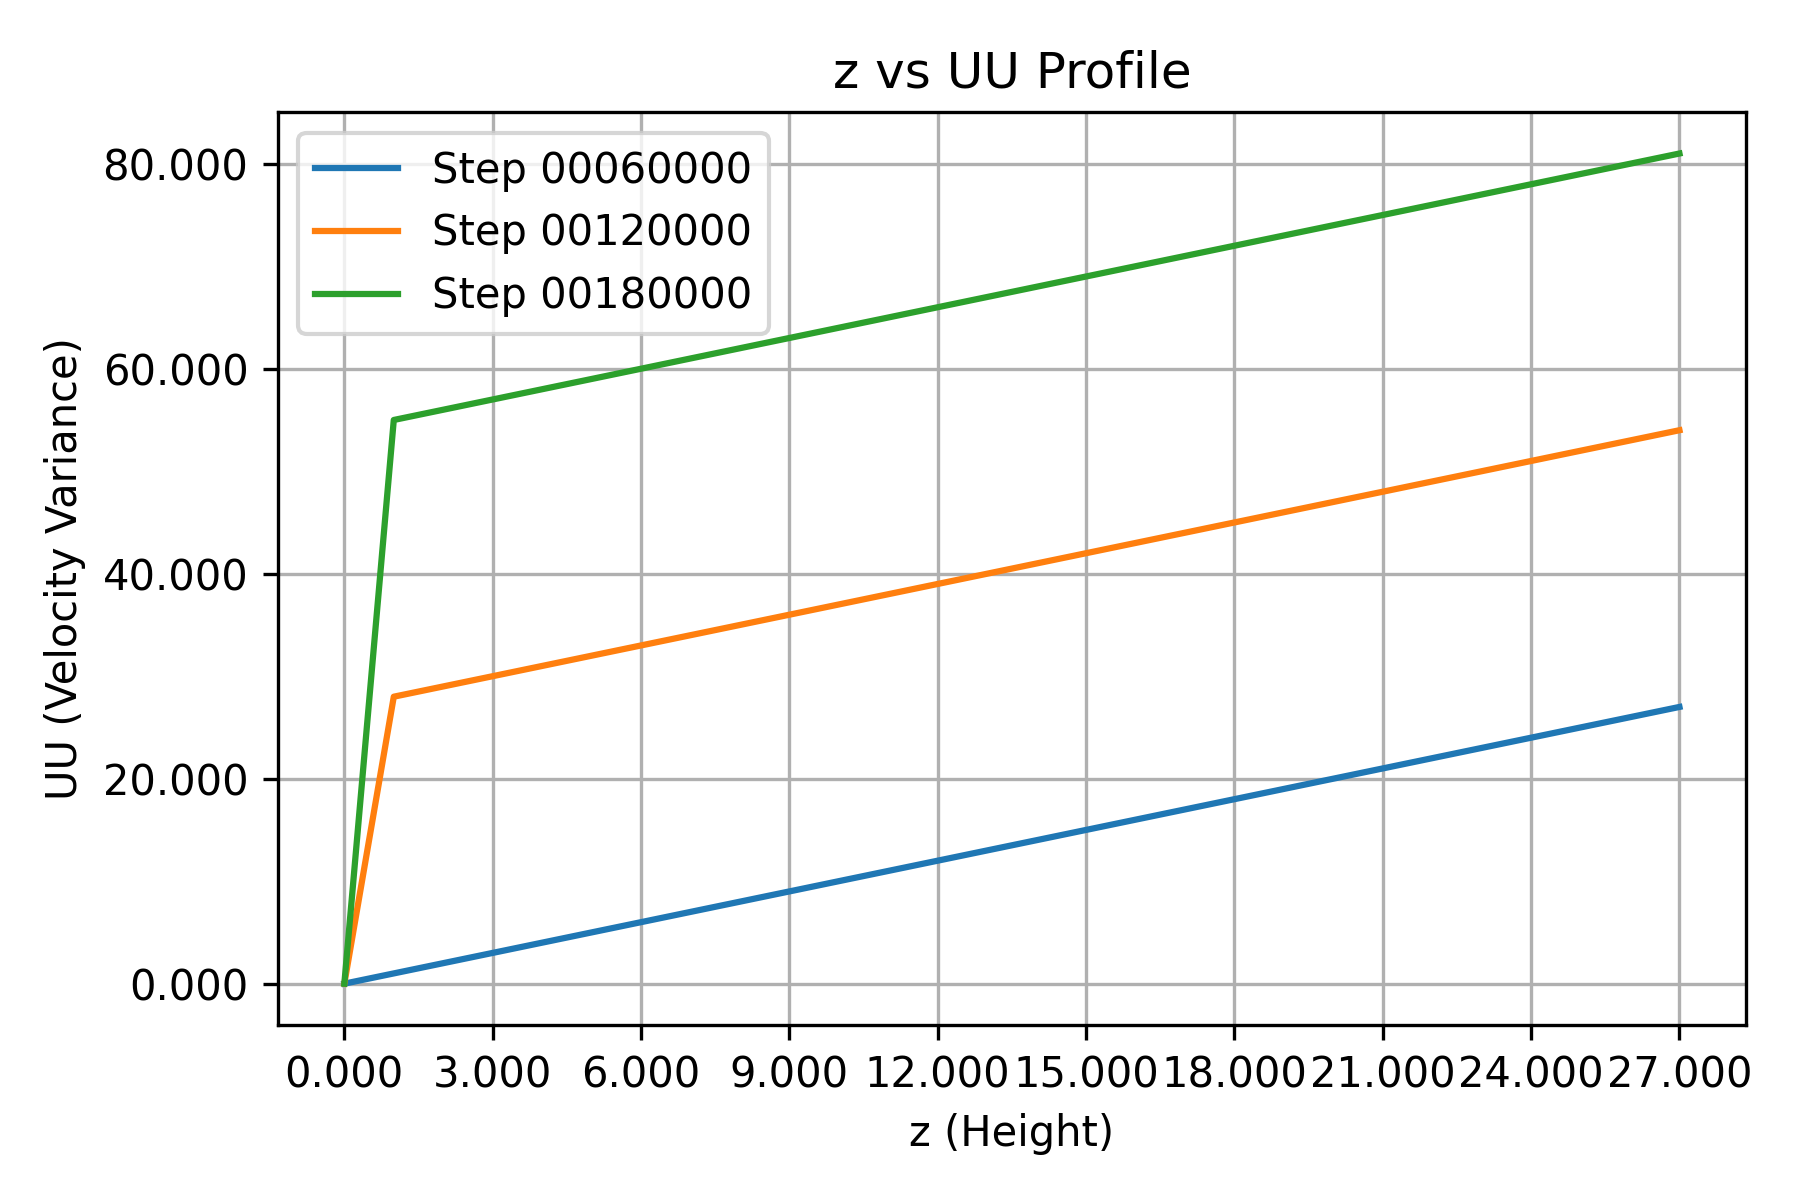 z vs UU Profile
Step 00060000
Step 00120000
Step 00180000
80.000
60.000
40.000
20.000
0.000
UU (Velocity Variance)
0.000 3.000 6.000 9.000 12.000 15.000 18.000 21.000 24.000 27.000
z (Height)